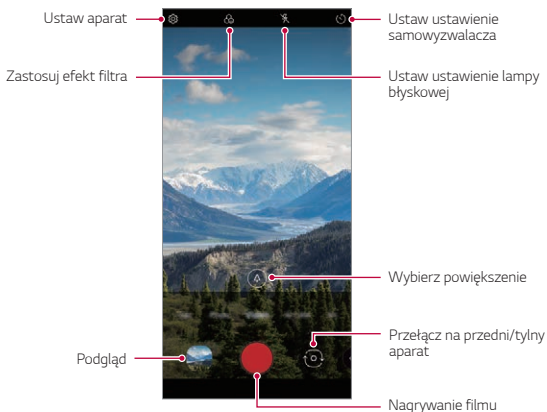 Ustaw aparat
Ustaw ustawienie
samowyzwalacza
Zastosuj efekt filtra
Ustaw ustawienie lampy
błyskowej
Wybierz powiększenie
Przełącz na przedni/tylny
aparat
Podgląd
Nagrywanie filmu